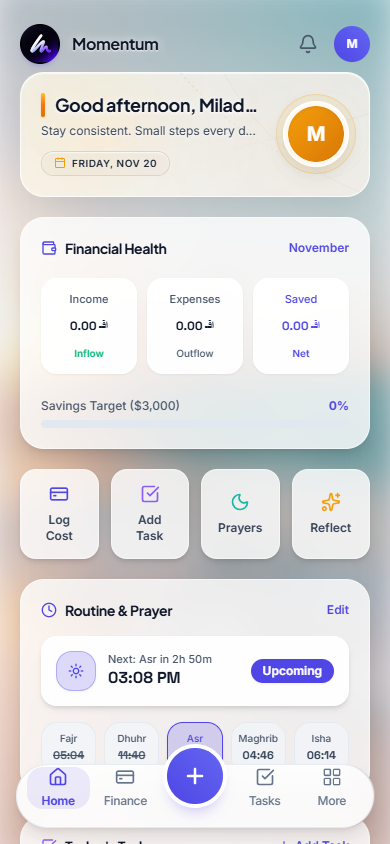 Momentum
M
Good afternoon, Milad...
Stay consistent. Small steps every d...
FRIDAY, NOV 20
M
Financial Health
November
Income
Expenses
Saved
0.00
0.00
0.00
Inflow
Outflow
Net
Savings Target ($3,000)
0%
Log
Cost
Add
Task
Prayers
Reflect
Routine & Prayer
Edit
Next: Asr in 2h 50m
03:08 PM
Upcoming
Fajr
Dhuhr
Asr
Maghrib
Isha
05:04
11:40
04:46
06:14
Home
Finance
Tasks
More